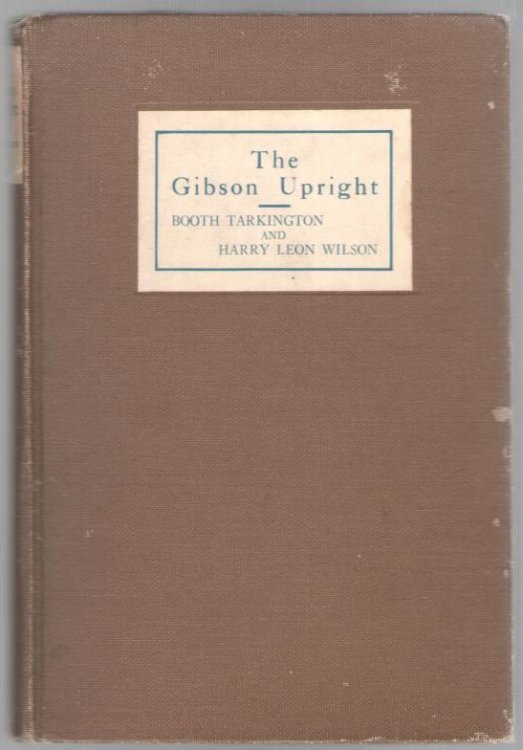 The
Gibson Upright
BOOTH TARKINGTON
AND
HARRY LEON WILSON